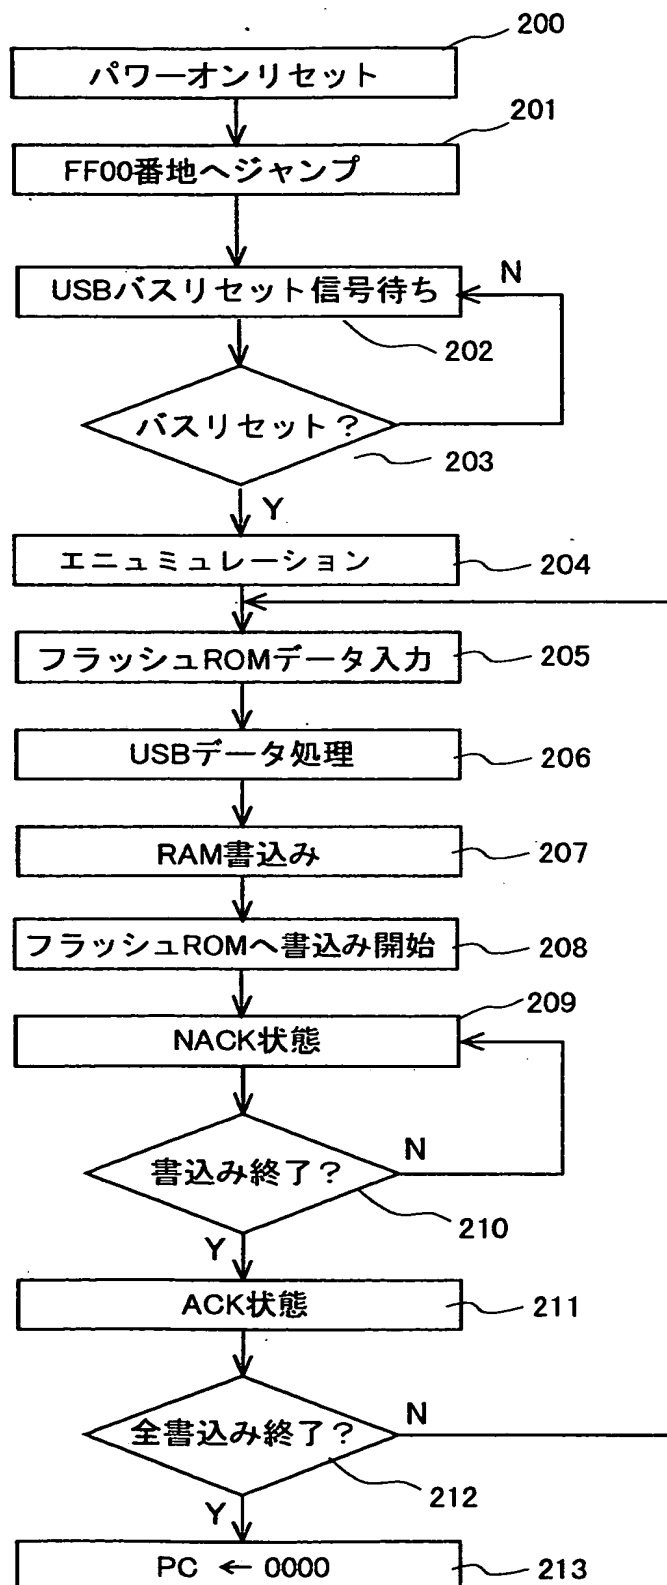 200
パワーオンリセット
201
FF00番地へジャンプ
USBバスリセット信号待ち
N
202
バスリセット?
203
Y
エニュミュレーション
204
フラッシュROMデータ入力
205
USBデータ処理
206
RAM書込み
207
フラッシュROMへ書込み開始
208
209
NACK状態
書込み終了?
N
210
Y
ACK状態
211
全書込み終了?
N
212
Y
PC ← 0000
213